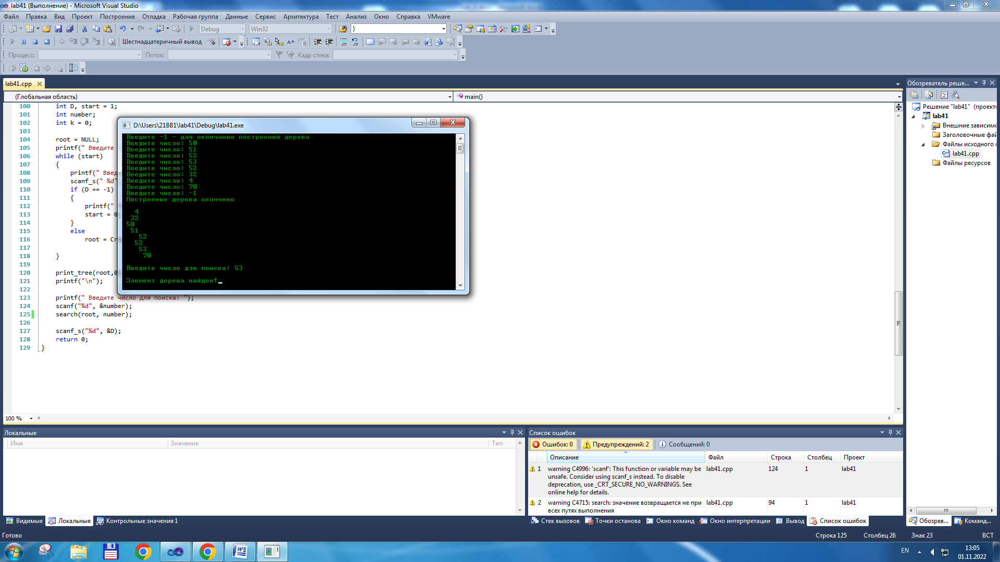 lab41 (Выполнение) - Microsoft Visual Studio
Файл Правка Вид Проект Построение Отладка Рабочая группа Данные Сервис Архитектура Тест Анализ Окно Справка VMware
Debug Win32 }
Шестнадцатеричный вывод
Процесс: Поток: Кадр стека:
lab41.cpp
(Глобальная область) main()
100 int D, start = 1;
101 int number;
102 int k = 0;
103
104 root = NULL;
105 printf(" Введите
106 while (start)
107 {
108 printf(" Введ
109 scanf_s(" %d"
110 if (D == -1)
111 {
112 printf("
113 start = 0
114 }
115 else
116 root = Cr
117
118 }
119
120 print_tree(root,0
121 printf("\n");
122
123 printf(" Введите число для поиска: ");
124 scanf("%d", &number);
125 search(root, number);
126
127 scanf_s("%d", &D);
128 return 0;
129 }
D:\Users\21BB1\lab41\Debug\lab41.exe
Введите -1 - для окончания построения дерева
Введите число: 50
Введите число: 51
Введите число: 52
Введите число: 53
Введите число: 52
Введите число: 32
Введите число: 4
Введите число: 70
Введите число: -1
Построение дерева окончено
4
32
50
51
52
52
53
70
Введите число для поиска: 53
Элемент дерева найден!
Обозреватель реше...
Решение "lab41" (проект
lab41
Внешние зависимо
Заголовочные фай
Файлы исходного
lab41.cpp
Файлы ресурсов
100 %
Локальные
Имя Значение Тип
Список ошибок
Ошибок: 0 Предупреждений: 2 Сообщений: 0
Описание Файл Строка Столбец Проект
1 warning C4996: 'scanf': This function or variable may be lab41.cpp 124 1 lab41
unsafe. Consider using scanf_s instead. To disable
deprecation, use _CRT_SECURE_NO_WARNINGS. See
online help for details.
2 warning C4715: search: значение возвращается не при lab41.cpp 94 1 lab41
всех путях выполнения
Видимые Локальные Контрольные значения 1
Стек вызовов Точки останова Окно команд Окно интерпретации Вывод Список ошибок
Обозрев... Команд...
Готово Строка 125 Столбец 26 Знак 23 ВСТ
EN 13:05
01.11.2022